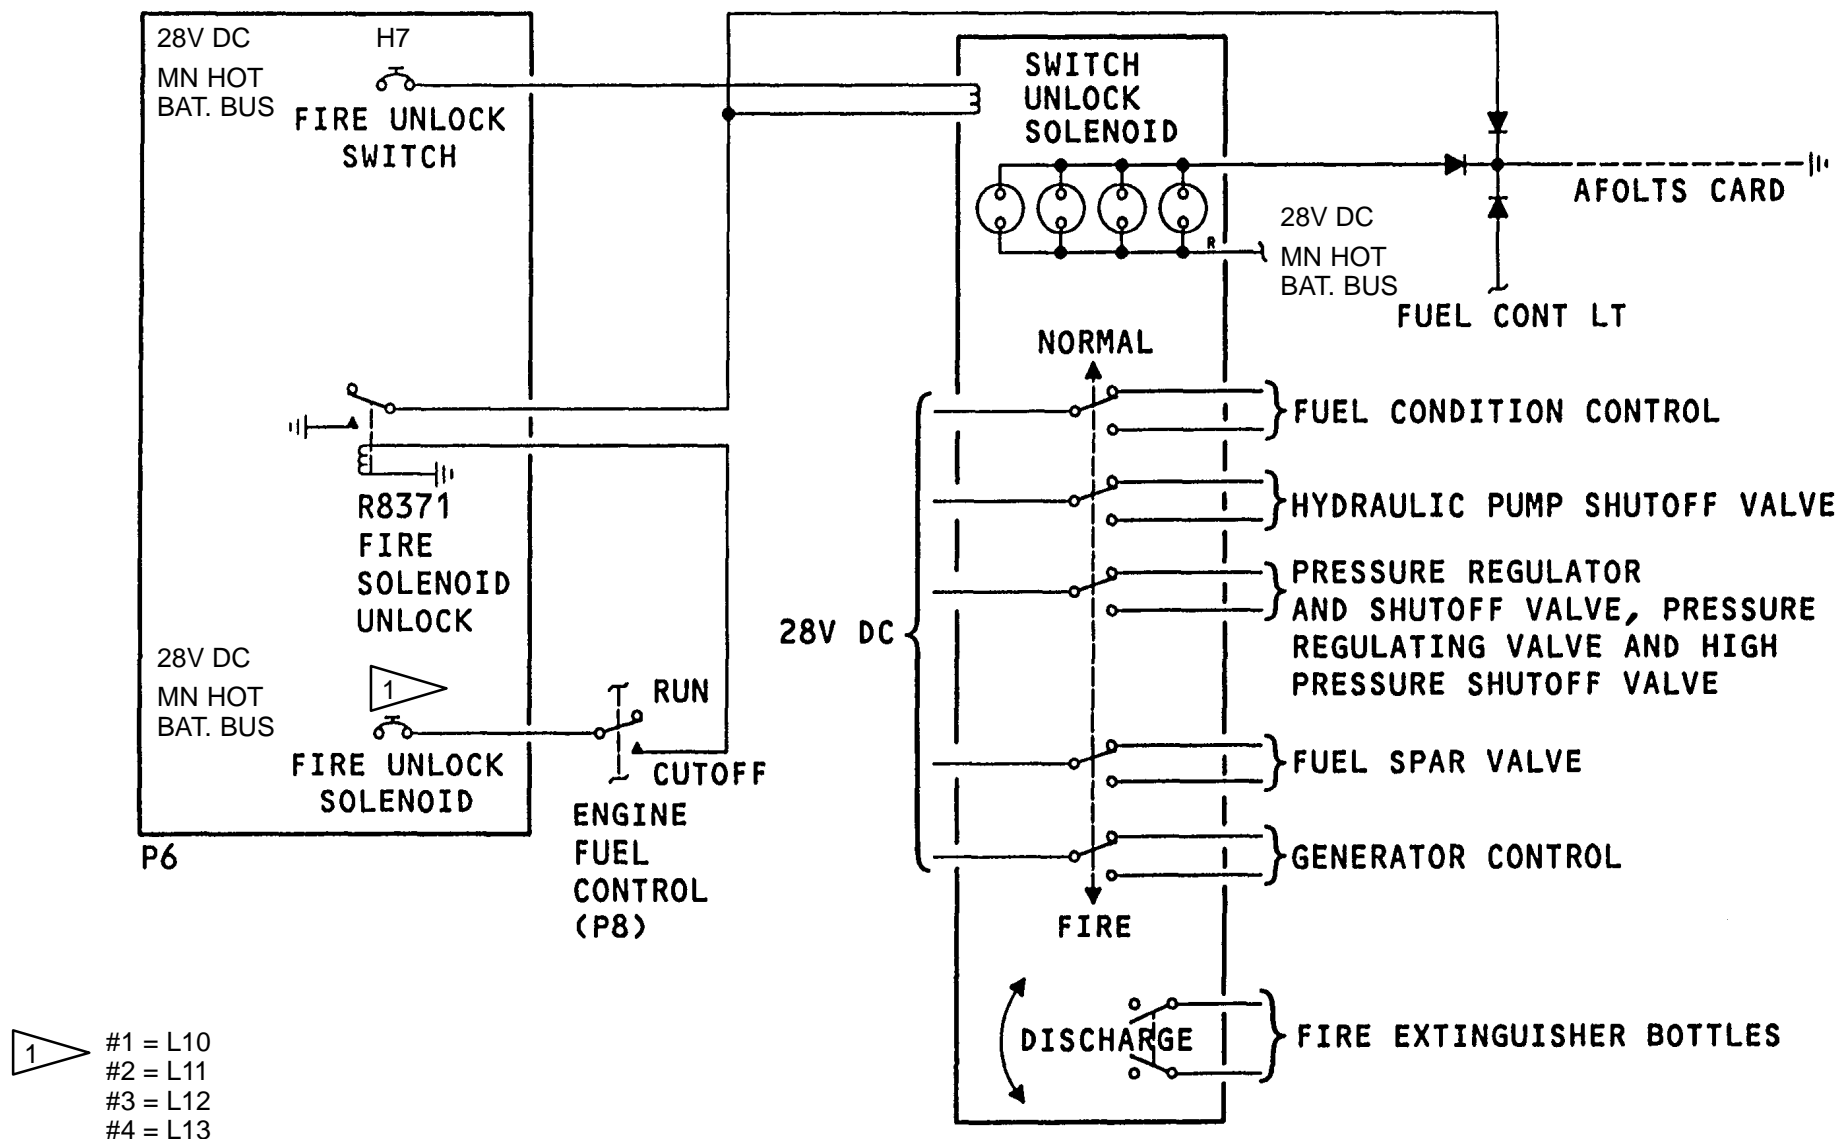 28V DC
MN HOT
BAT. BUS
H7
FIRE UNLOCK
SWITCH
SWITCH
UNLOCK
SOLENOID
AFOLTS CARD
R
28V DC
MN HOT
BAT. BUS
FUEL CONT LT
NORMAL
FUEL CONDITION CONTROL
HYDRAULIC PUMP SHUTOFF VALVE
R8371
FIRE
SOLENOID
UNLOCK
PRESSURE REGULATOR
AND SHUTOFF VALVE, PRESSURE
REGULATING VALVE AND HIGH
PRESSURE SHUTOFF VALVE
28V DC
28V DC
MN HOT
BAT. BUS
1
FIRE UNLOCK
SOLENOID
RUN
CUTOFF
ENGINE
FUEL
CONTROL
(P8)
FUEL SPAR VALVE
GENERATOR CONTROL
P6
FIRE
DISCHARGE
FIRE EXTINGUISHER BOTTLES
1
#1 = L10
#2 = L11
#3 = L12
#4 = L13